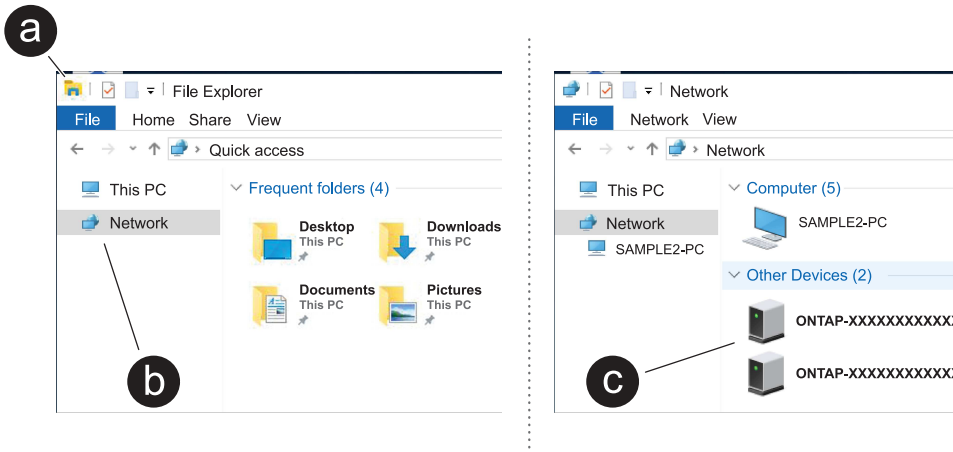 a
File Explorer
File Home Share View
Quick access
This PC
Network
Frequent folders (4)
Desktop
This PC
Downloads
This PC
Documents
This PC
Pictures
This PC
b
Network
File Network View
Network
This PC
Network
SAMPLE2-PC
Computer (5)
SAMPLE2-PC
Other Devices (2)
ONTAP-XXXXXXXXXXXX
ONTAP-XXXXXXXXXXXX
c